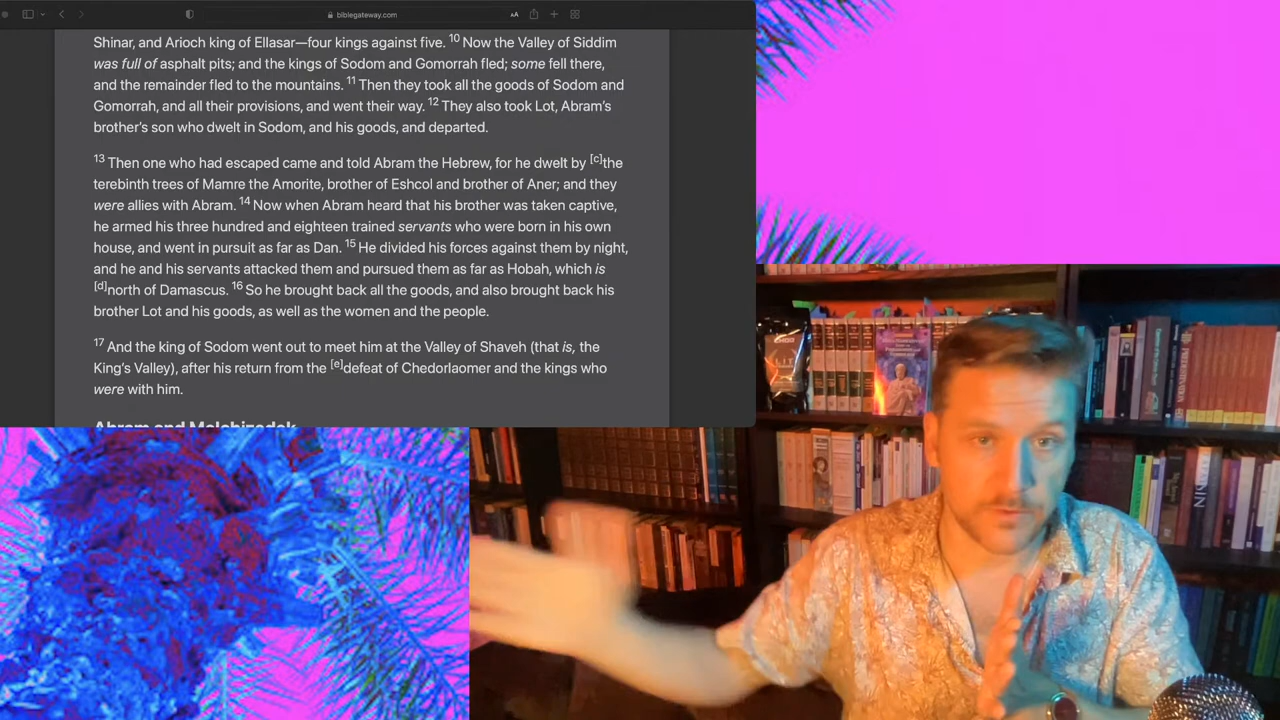 biblegateway.com
Shinar, and Arioch king of Ellasar—four kings against five. 10 Now the Valley of Siddim
was full of asphalt pits; and the kings of Sodom and Gomorrah fled; some fell there,
and the remainder fled to the mountains. 11 Then they took all the goods of Sodom and
Gomorrah, and all their provisions, and went their way. 12 They also took Lot, Abram's
brother's son who dwelt in Sodom, and his goods, and departed.
13 Then one who had escaped came and told Abram the Hebrew, for he dwelt by [c]the
terebinth trees of Mamre the Amorite, brother of Eshcol and brother of Aner; and they
were allies with Abram. 14 Now when Abram heard that his brother was taken captive,
he armed his three hundred and eighteen trained servants who were born in his own
house, and went in pursuit as far as Dan. 15 He divided his forces against them by night,
and he and his servants attacked them and pursued them as far as Hobah, which is
[d]north of Damascus. 16 So he brought back all the goods, and also brought back his
brother Lot and his goods, as well as the women and the people.
17 And the king of Sodom went out to meet him at the Valley of Shaveh (that is, the
King's Valley), after his return from the [e]defeat of Chedorlaomer and the kings who
were with him.
Abram and Melchizedek